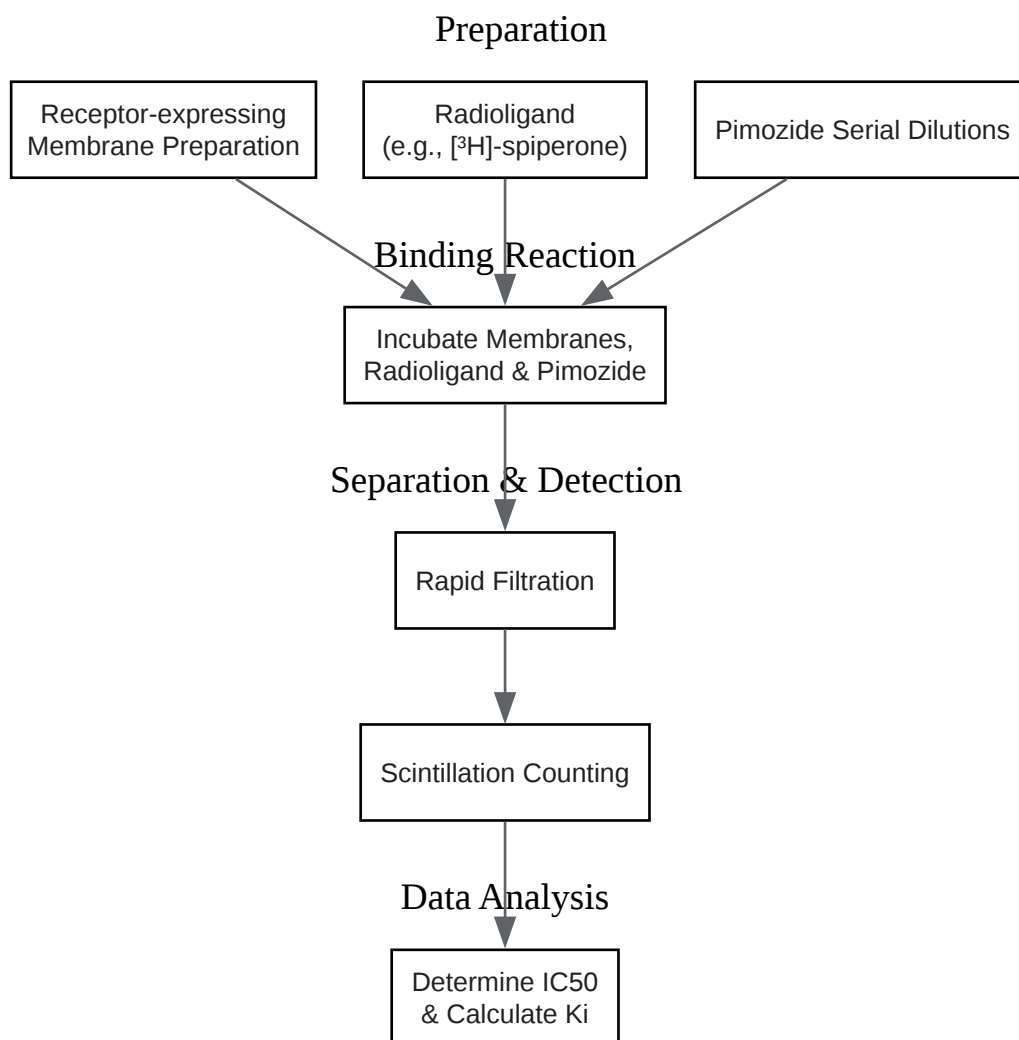 Preparation
Receptor-expressing
Membrane Preparation
Radioligand
(e.g., [³H]-spiperone)
Pimozide Serial Dilutions
Binding Reaction
Incubate Membranes,
Radioligand & Pimozide
Separation & Detection
Rapid Filtration
Scintillation Counting
Data Analysis
Determine IC50
& Calculate Ki